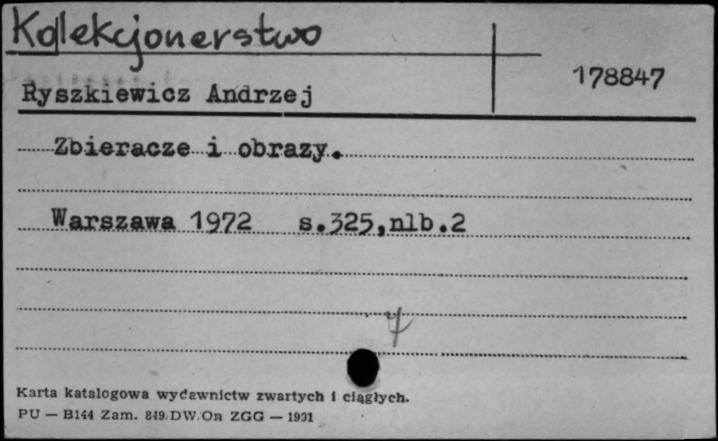 Kolekcjonerstwo
178847
Ryszkiewicz Andrzej
Zbieracze i obrazy.
Warszawa 1972 s.325,nlb.2
Karta katalogowa wydawnictw zwartych i ciągłych.
PU — B144 Zam. 849.DW/On ZGG — 1991